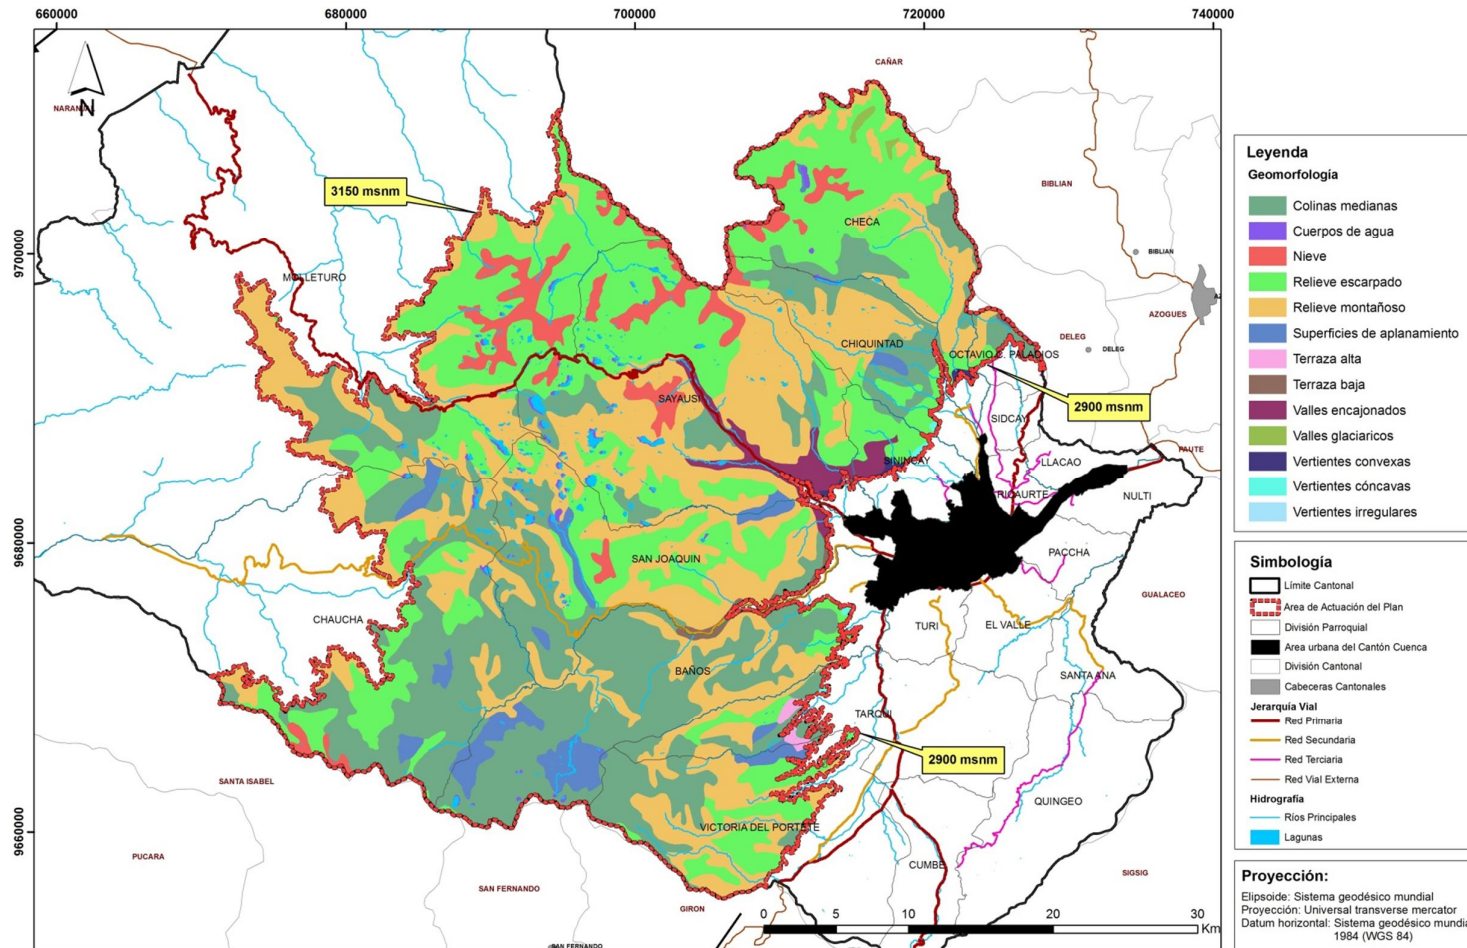 660000
680000
700000
720000
740000
9700000
9680000
9660000
N
CAÑAR
3150 msnm
BIBLIAN
CHECA
BIBLIAN
MOLLETURO
AZOGUES
CHIQUINTAD
DELEG
DELEG
OCTAVIO C. PALADIOS
SAYAUSI
2900 msnm
SIDCAY
PAUTE
SININCAY
LLACAO
RICAURTE
NULTI
PACCHA
SAN JOAQUIN
GUALACEO
CHAUCHA
TURI
EL VALLE
BAÑOS
SANTA ANA
TARQUI
2900 msnm
SANTA ISABEL
QUINGEO
VICTORIA DEL PORTETE
PUCARA
CUMBE
SIGSIG
SAN FERNANDO
GIRON
SAN FERNANDO
0 5 10 20 30
Km
Leyenda
Geomorfología
Colinas medianas
Cuerpos de agua
Nieve
Relieve escarpado
Relieve montañoso
Superficies de aplanamiento
Terraza alta
Terraza baja
Valles encajonados
Valles glaciaricos
Vertientes convexas
Vertientes cóncavas
Vertientes irregulares
Simbología
Límite Cantonal
Area de Actuación del Plan
División Parroquial
Area urbana del Cantón Cuenca
División Cantonal
Cabeceras Cantonales
Jerarquía Vial
Red Primaria
Red Secundaria
Red Terciaria
Red Vial Externa
Hidrografía
Ríos Principales
Lagunas
Proyección:
Elipsoide: Sistema geodésico mundial
Proyección: Universal transverse mercator
Datum horizontal: Sistema geodésico
1984 (WGS 84)